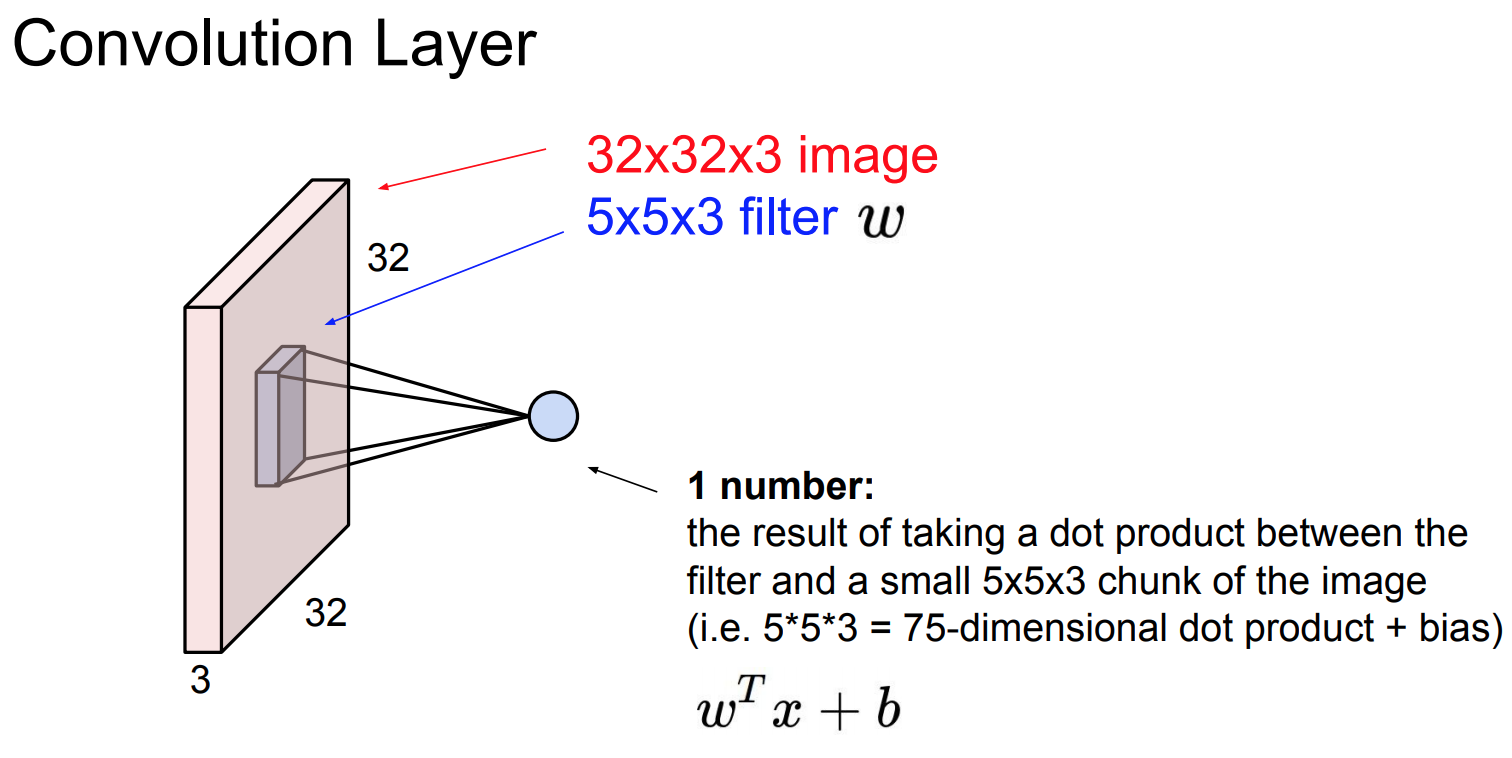 Convolution Layer
32x32x3 image
5x5x3 filter w
32
32
3
1 number:
the result of taking a dot product between the
filter and a small 5x5x3 chunk of the image
(i.e. 5*5*3 = 75-dimensional dot product + bias)
w^T x + b